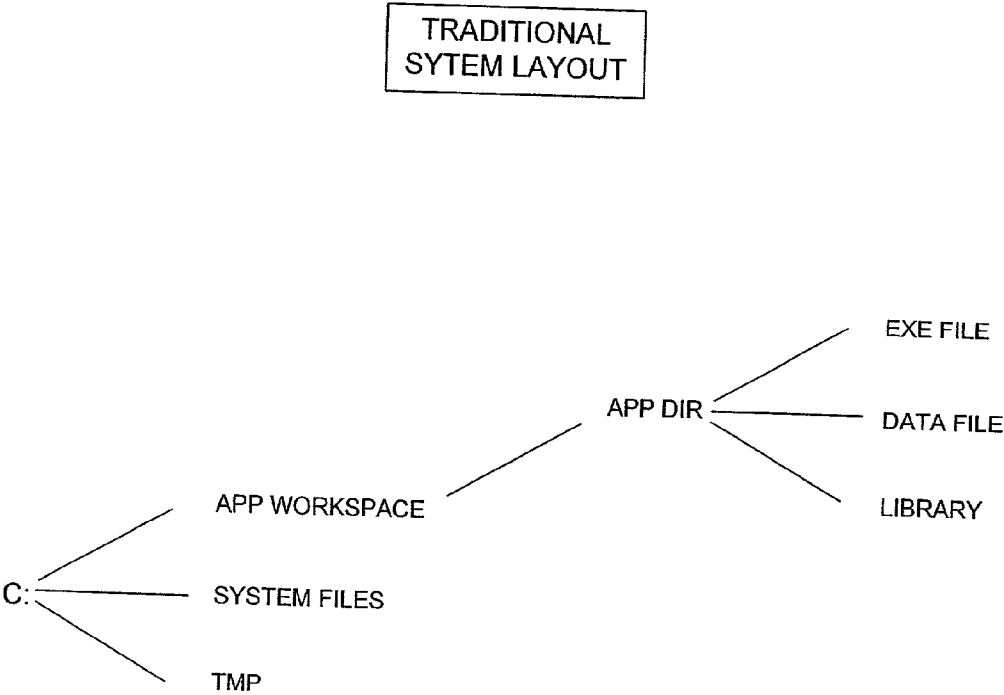 TRADITIONAL
SYTEM LAYOUT
EXE FILE
APP DIR
DATA FILE
APP WORKSPACE
LIBRARY
C:
SYSTEM FILES
TMP